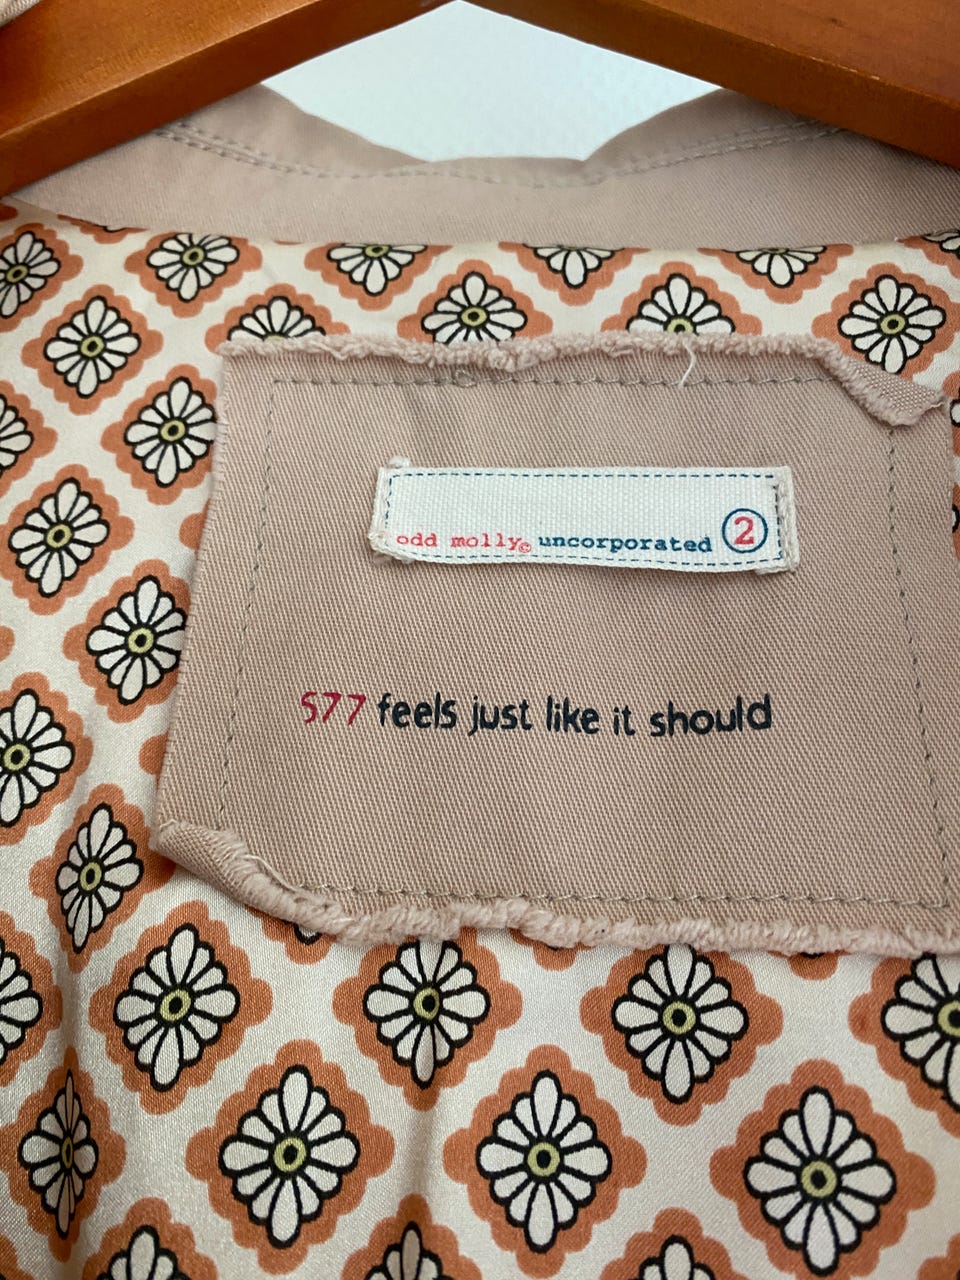 odd molly© uncorporated 2
577 feels just like it should